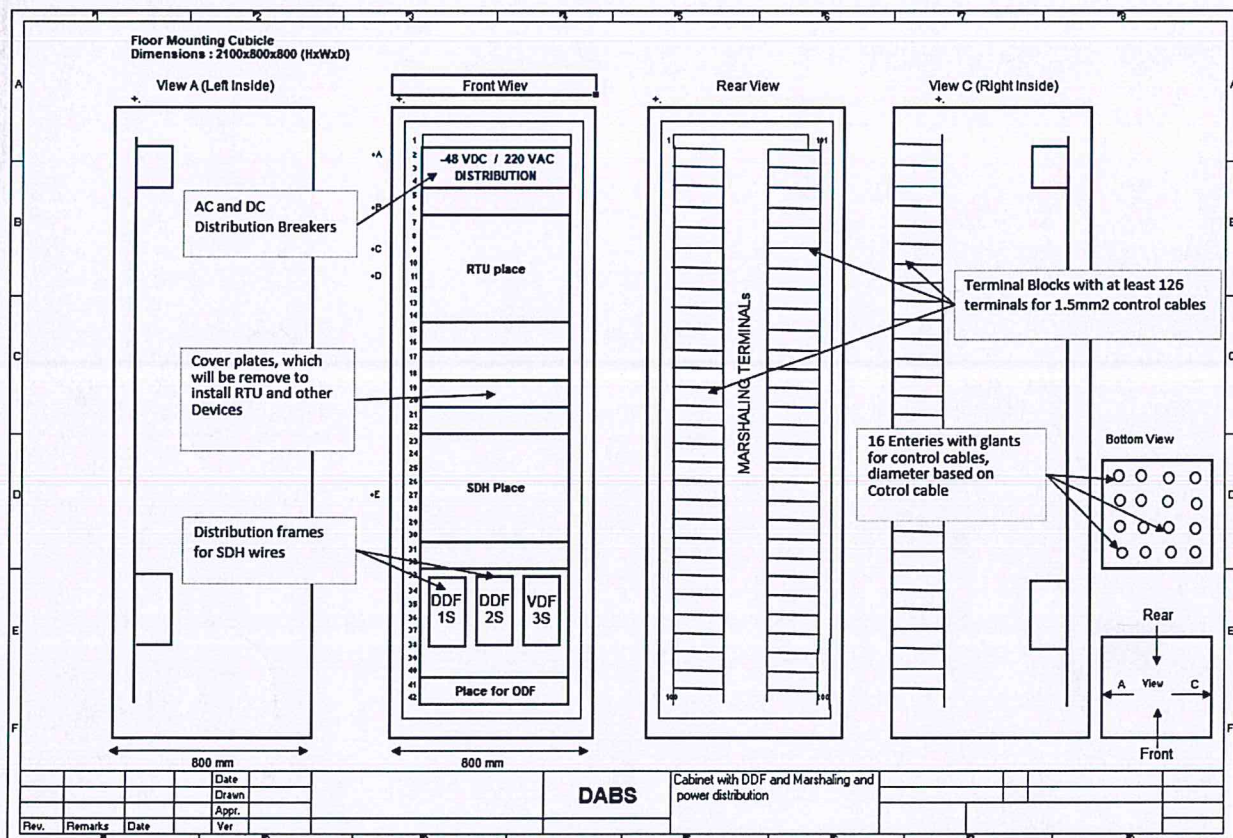 Floor Mounting Cubicle
Dimensions : 2100x800x800 (HxWxD)
View A (Left Inside)
Front Wiev
Rear View
View C (Right Inside)
-48 VDC / 220 VAC
DISTRIBUTION
AC and DC
Distribution Breakers
RTU place
Terminal Blocks with at least 126
terminals for 1.5mm2 control cables
MARSHALING TERMINALs
Cover plates, which
will be remove to
install RTU and other
Devices
16 Enteries with glants
for control cables,
diameter based on
Cotrol cable
Bottom View
SDH Place
Distribution frames
for SDH wires
DDF
1S
DDF
2S
VDF
3S
Place for ODF
Rear
A
View
C
Front
800 mm
800 mm
Date
Drawn
Appr.
Rev.
Remarks
Date
Ver
DABS
Cabinet with DDF and Marshaling and
power distribution